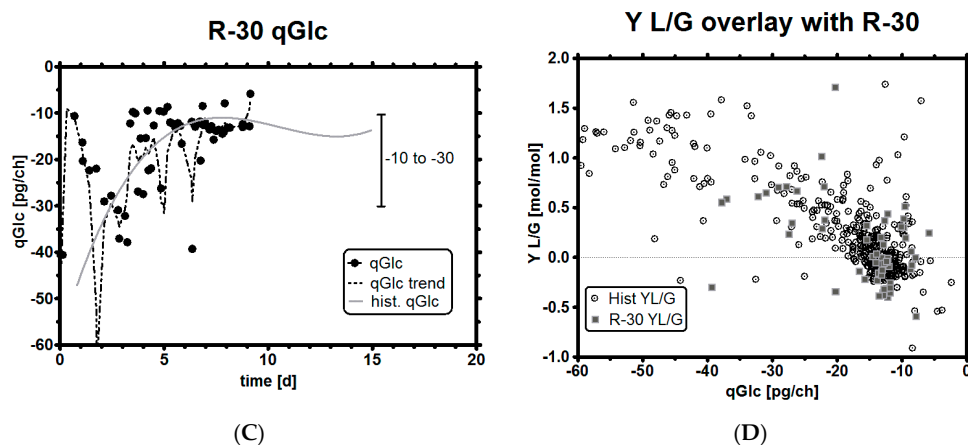 R-30 qGlc
0
-10
-20
-30
-40
-50
-60
qGlc [pg/ch]
-10 to -30
qGlc
qGlc trend
hist. qGlc
0
5
10
15
20
time [d]
(C)
Y L/G overlay with R-30
2.0
1.5
1.0
0.5
0.0
-0.5
-1.0
Y L/G [mol/mol]
Hist YL/G
R-30 YL/G
-60
-50
-40
-30
-20
-10
0
qGlc [pg/ch]
(D)